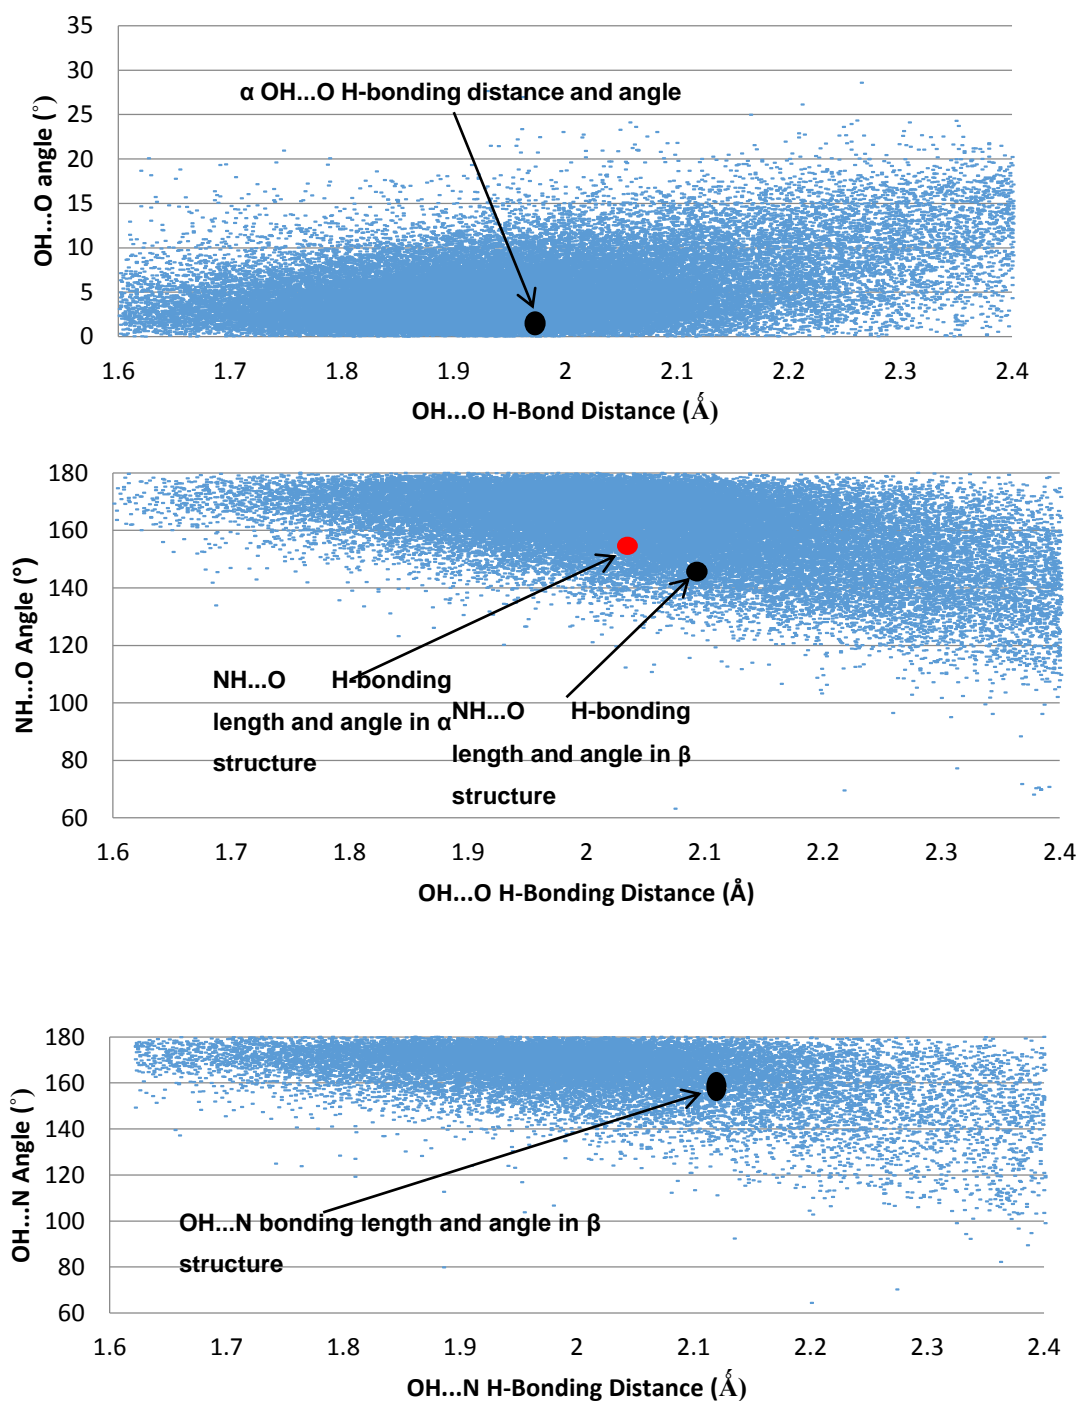 35
30
25
20
15
10
5
0
OH...O angle (°)
α OH...O H-bonding distance and angle
1.6 1.7 1.8 1.9 2 2.1 2.2 2.3 2.4
OH...O H-Bond Distance (Å)
180
160
140
120
100
80
60
NH...O Angle (°)
NH...O H-bonding
length and angle in α
structure
NH...O H-bonding
length and angle in β
structure
1.6 1.7 1.8 1.9 2 2.1 2.2 2.3 2.4
OH...O H-Bonding Distance (Å)
180
160
140
120
100
80
60
OH...N Angle (°)
OH...N bonding length and angle in β
structure
1.6 1.7 1.8 1.9 2 2.1 2.2 2.3 2.4
OH...N H-Bonding Distance (Å)